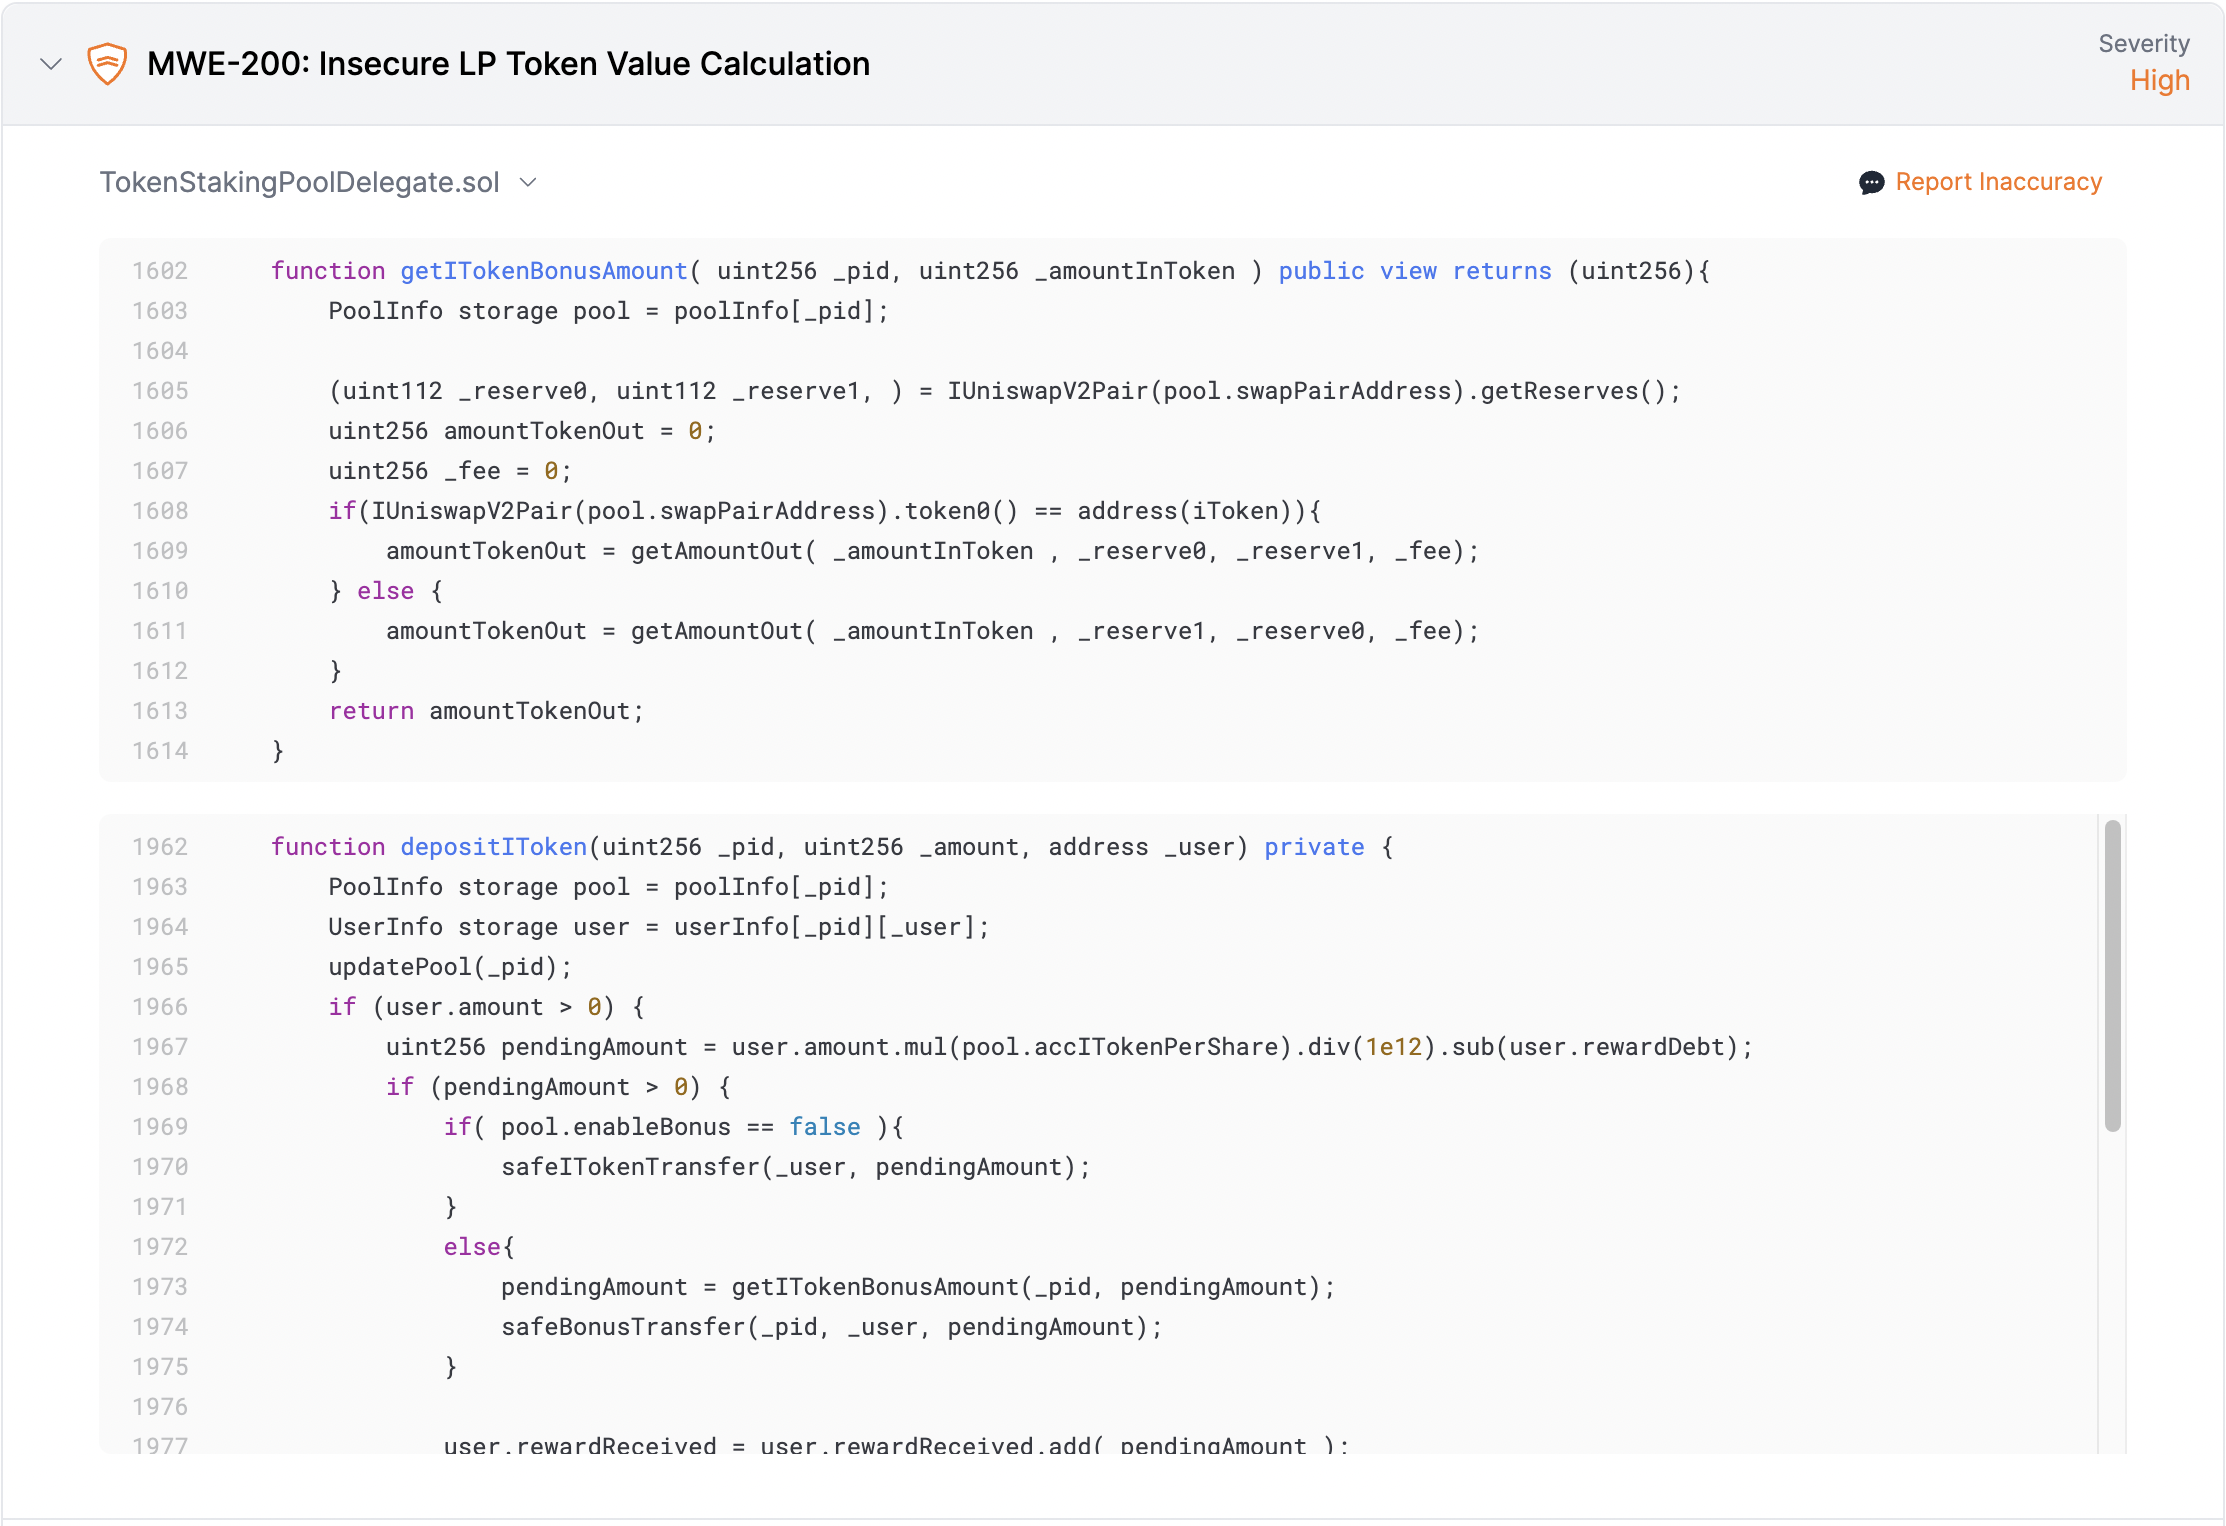 MWE-200: Insecure LP Token Value Calculation
Severity
High
TokenStakingPoolDelegate.sol
Report Inaccuracy
1602 function getITokenBonusAmount( uint256 _pid, uint256 _amountInToken ) public view returns (uint256){
1603 PoolInfo storage pool = poolInfo[_pid];
1604
1605 (uint112 _reserve0, uint112 _reserve1, ) = IUniswapV2Pair(pool.swapPairAddress).getReserves();
1606 uint256 amountTokenOut = 0;
1607 uint256 _fee = 0;
1608 if(IUniswapV2Pair(pool.swapPairAddress).token0() == address(iToken)){
1609 amountTokenOut = getAmountOut( _amountInToken , _reserve0, _reserve1, _fee);
1610 } else {
1611 amountTokenOut = getAmountOut( _amountInToken , _reserve1, _reserve0, _fee);
1612 }
1613 return amountTokenOut;
1614 }
1962 function depositIToken(uint256 _pid, uint256 _amount, address _user) private {
1963 PoolInfo storage pool = poolInfo[_pid];
1964 UserInfo storage user = userInfo[_pid][_user];
1965 updatePool(_pid);
1966 if (user.amount > 0) {
1967 uint256 pendingAmount = user.amount.mul(pool.accITokenPerShare).div(1e12).sub(user.rewardDebt);
1968 if (pendingAmount > 0) {
1969 if( pool.enableBonus == false ){
1970 safeITokenTransfer(_user, pendingAmount);
1971 }
1972 else{
1973 pendingAmount = getITokenBonusAmount(_pid, pendingAmount);
1974 safeBonusTransfer(_pid, _user, pendingAmount);
1975 }
1976
1977 user.rewardReceived = user.rewardReceived.add( pendingAmount );